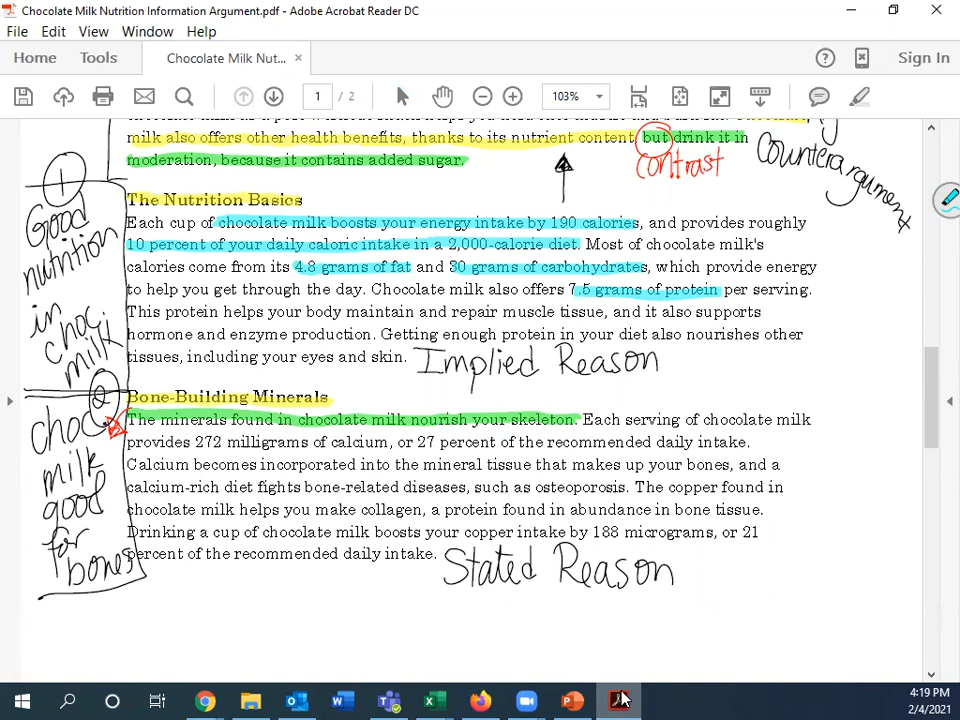 Chocolate Milk Nutrition Information Argument.pdf - Adobe Acrobat Reader DC
File Edit View Window Help
Home Tools Chocolate Milk Nut... × Sign In
1 / 2 103%
milk also offers other health benefits, thanks to its nutrient content, but drink it in
moderation, because it contains added sugar.
contrast
Counterargument
1
Good nutrition in choc. milk
The Nutrition Basics
Each cup of chocolate milk boosts your energy intake by 190 calories, and provides roughly
10 percent of your daily caloric intake in a 2,000-calorie diet. Most of chocolate milk's
calories come from its 4.8 grams of fat and 30 grams of carbohydrates, which provide energy
to help you get through the day. Chocolate milk also offers 7.5 grams of protein per serving.
This protein helps your body maintain and repair muscle tissue, and it also supports
hormone and enzyme production. Getting enough protein in your diet also nourishes other
tissues, including your eyes and skin. Implied Reason
2
choc. milk good for bones
Bone-Building Minerals
The minerals found in chocolate milk nourish your skeleton. Each serving of chocolate milk
provides 272 milligrams of calcium, or 27 percent of the recommended daily intake.
Calcium becomes incorporated into the mineral tissue that makes up your bones, and a
calcium-rich diet fights bone-related diseases, such as osteoporosis. The copper found in
chocolate milk helps you make collagen, a protein found in abundance in bone tissue.
Drinking a cup of chocolate milk boosts your copper intake by 188 micrograms, or 21
percent of the recommended daily intake. Stated Reason
4:19 PM
2/4/2021